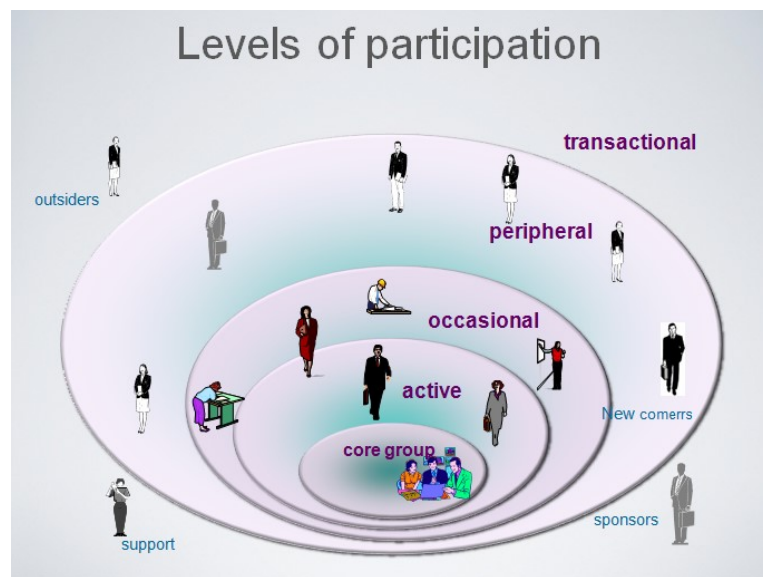 Levels of participation
transactional
outsiders
peripheral
occasional
active
New comerrs
core group
sponsors
support